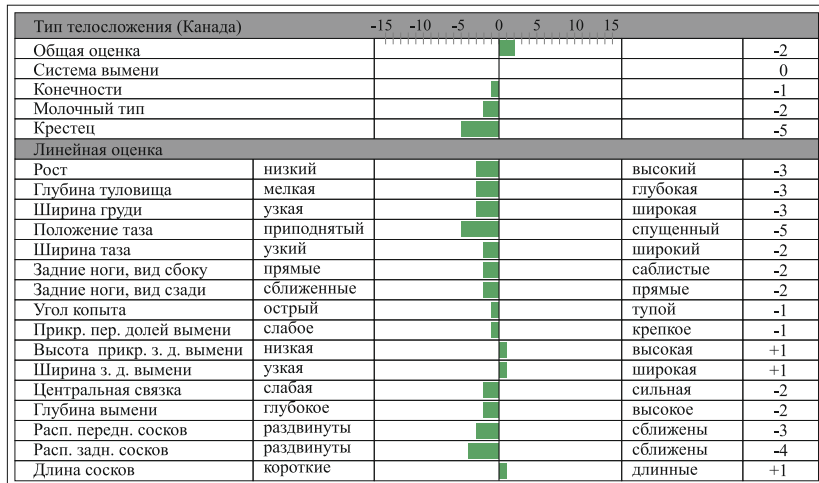 Тип телосложения (Канада) -15 -10 -5 0 5 10 15
Общая оценка -2
Система вымени 0
Конечности -1
Молочный тип -2
Крестец -5
Линейная оценка
Рост низкий высокий -3
Глубина туловища мелкая глубокая -3
Ширина груди узкая широкая -3
Положение таза приподнятый спущенный -5
Ширина таза узкий широкий -2
Задние ноги, вид сбоку прямые саблистые -2
Задние ноги, вид сзади сближенные прямые -2
Угол копыта острый тупой -1
Прикр. пер. долей вымени слабое крепкое -1
Высота прикр. з. д. вымени низкая высокая +1
Ширина з. д. вымени узкая широкая +1
Центральная связка слабая сильная -2
Глубина вымени глубокое высокое -2
Расп. передн. сосков раздвинуты сближены -3
Расп. задн. сосков раздвинуты сближены -4
Длина сосков короткие длинные +1